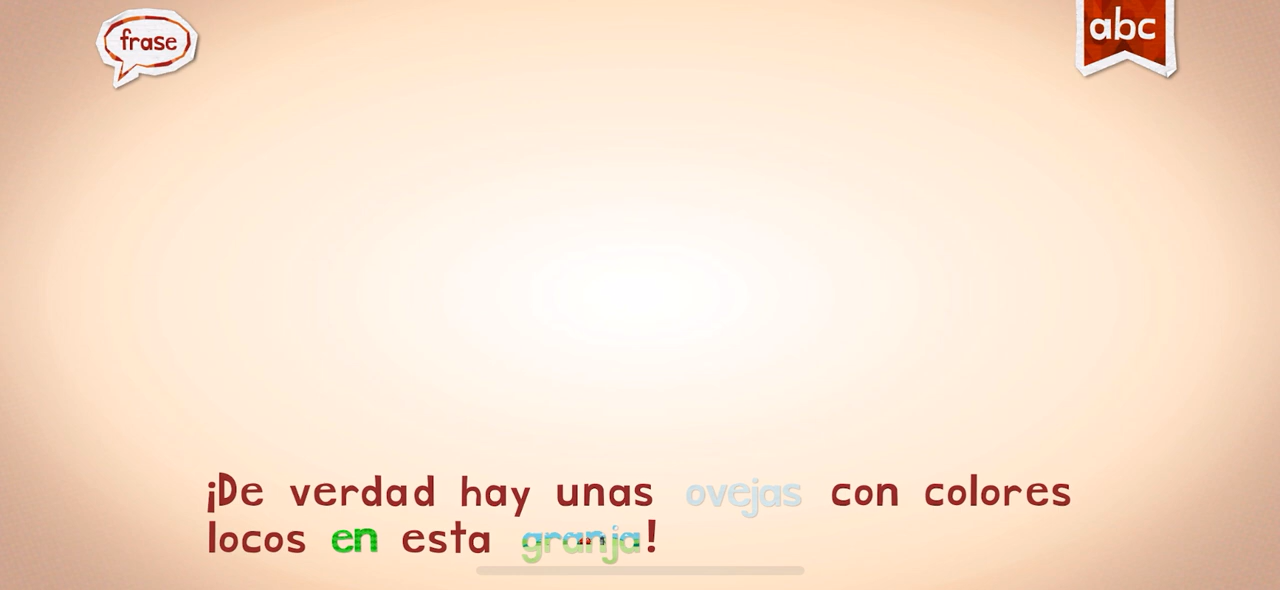 frase
abc
¡De verdad hay unas ovejas con colores
locos en esta granja!